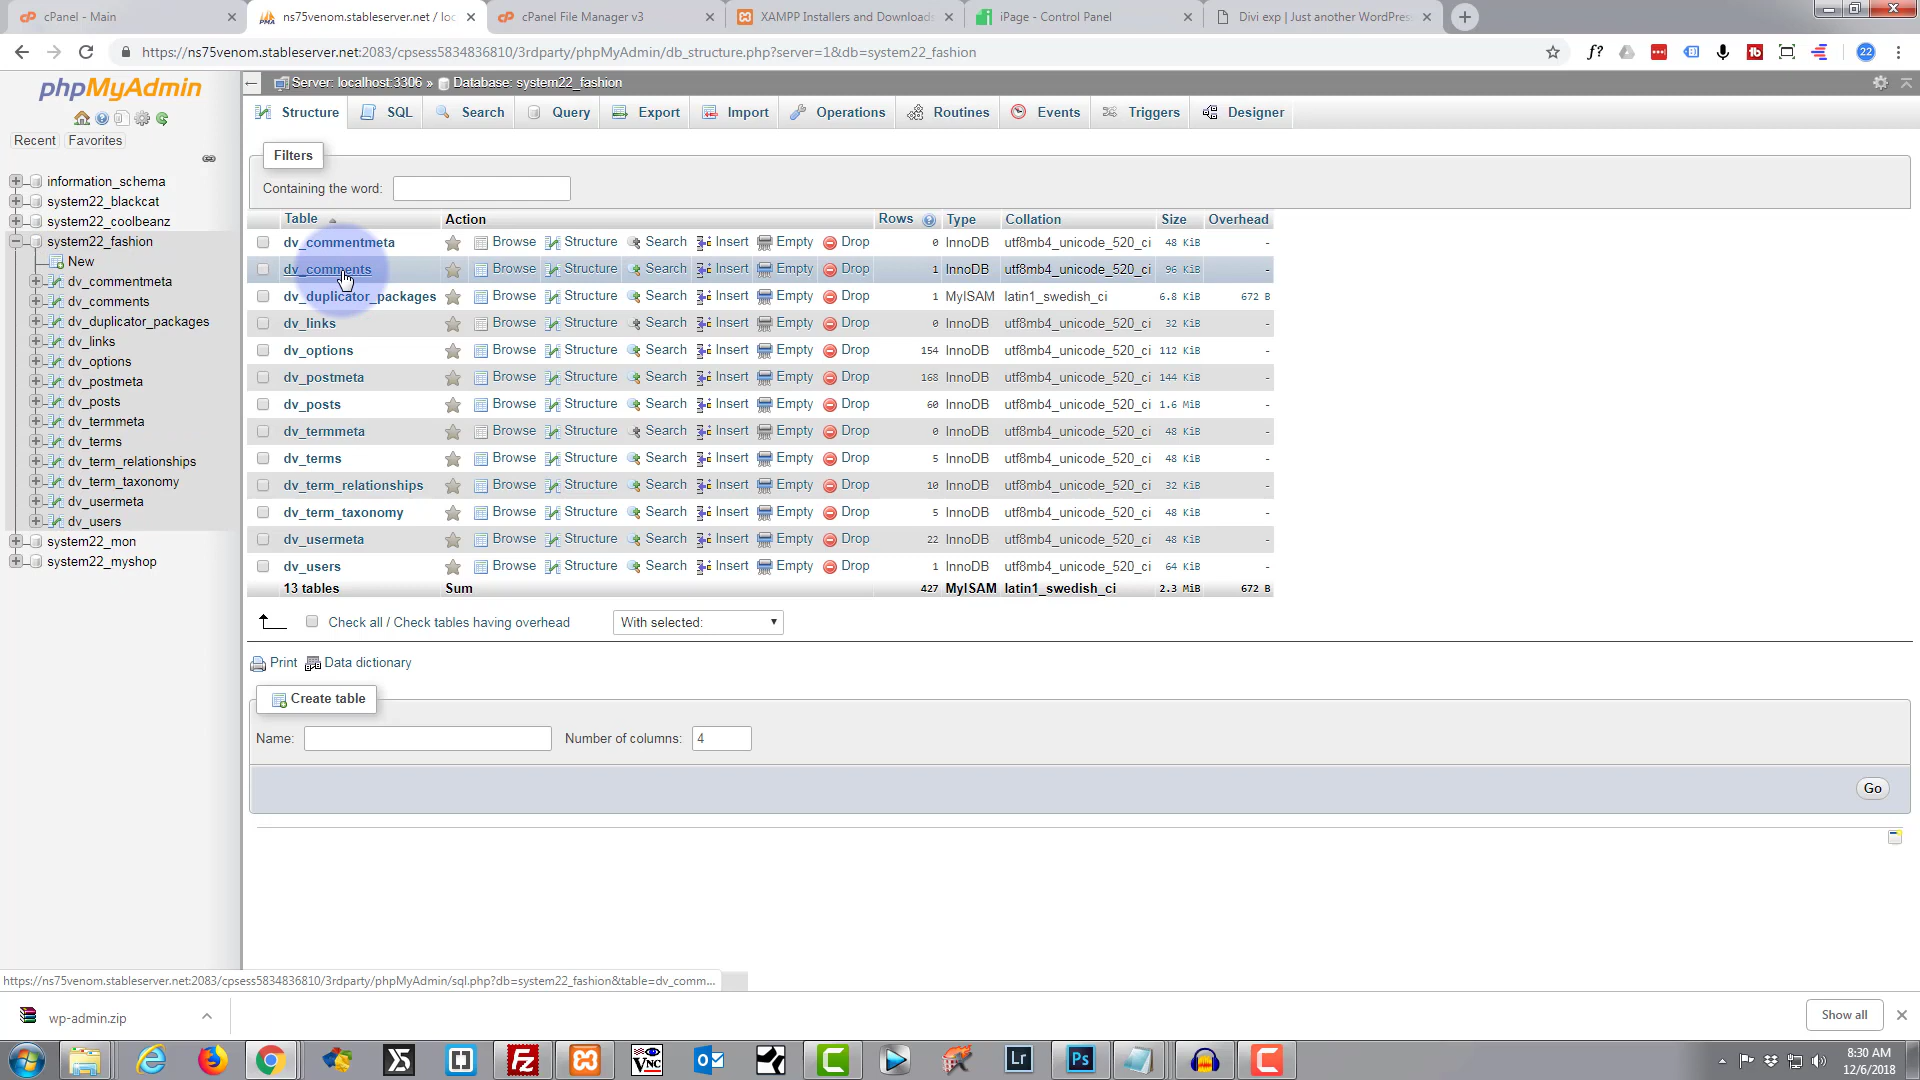 cPanel - Main
ns75venom.stableserver.net / loc
cPanel File Manager v3
XAMPP Installers and Downloads
iPage - Control Panel
Divi exp | Just another WordPres
https://ns75venom.stableserver.net:2083/cpsess5834836810/3rdparty/phpMyAdmin/db_structure.php?server=1&db=system22_fashion
f?
22
phpMyAdmin
Recent
Favorites
information_schema
system22_blackcat
system22_coolbeanz
system22_fashion
New
dv_commentmeta
dv_comments
dv_duplicator_packages
dv_links
dv_options
dv_postmeta
dv_posts
dv_termmeta
dv_terms
dv_term_relationships
dv_term_taxonomy
dv_usermeta
dv_users
system22_mon
system22_myshop
Server: localhost:3306 » Database: system22_fashion
Structure SQL Search Query Export Import Operations Routines Events Triggers Designer
Filters
Containing the word:
Table Action Rows Type Collation Size Overhead
dv_commentmeta Browse Structure Search Insert Empty Drop 0 InnoDB utf8mb4_unicode_520_ci 48 KiB -
dv_comments Browse Structure Search Insert Empty Drop 1 InnoDB utf8mb4_unicode_520_ci 96 KiB -
dv_duplicator_packages Browse Structure Search Insert Empty Drop 1 MyISAM latin1_swedish_ci 6.8 KiB 672 B
dv_links Browse Structure Search Insert Empty Drop 0 InnoDB utf8mb4_unicode_520_ci 32 KiB -
dv_options Browse Structure Search Insert Empty Drop 154 InnoDB utf8mb4_unicode_520_ci 112 KiB -
dv_postmeta Browse Structure Search Insert Empty Drop 168 InnoDB utf8mb4_unicode_520_ci 144 KiB -
dv_posts Browse Structure Search Insert Empty Drop 60 InnoDB utf8mb4_unicode_520_ci 1.6 MiB -
dv_termmeta Browse Structure Search Insert Empty Drop 0 InnoDB utf8mb4_unicode_520_ci 48 KiB -
dv_terms Browse Structure Search Insert Empty Drop 5 InnoDB utf8mb4_unicode_520_ci 48 KiB -
dv_term_relationships Browse Structure Search Insert Empty Drop 10 InnoDB utf8mb4_unicode_520_ci 32 KiB -
dv_term_taxonomy Browse Structure Search Insert Empty Drop 5 InnoDB utf8mb4_unicode_520_ci 48 KiB -
dv_usermeta Browse Structure Search Insert Empty Drop 22 InnoDB utf8mb4_unicode_520_ci 48 KiB -
dv_users Browse Structure Search Insert Empty Drop 1 InnoDB utf8mb4_unicode_520_ci 64 KiB -
13 tables Sum 427 MyISAM latin1_swedish_ci 2.3 MiB 672 B
Check all / Check tables having overhead With selected:
Print Data dictionary
Create table
Name: Number of columns: 4
Go
https://ns75venom.stableserver.net:2083/cpsess5834836810/3rdparty/phpMyAdmin/sql.php?db=system22_fashion&table=dv_comm...
wp-admin.zip
Show all
Lr
Ps
8:30 AM
12/6/2018